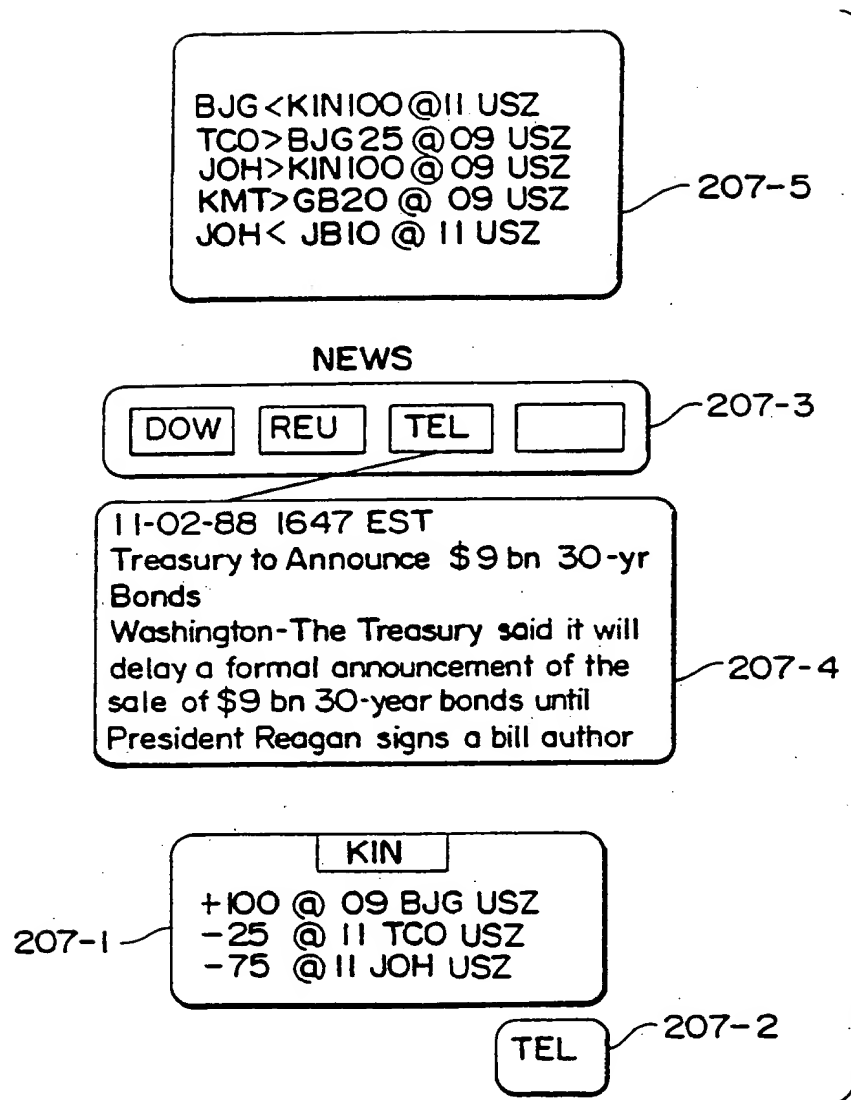 BJG<KIN100 @11 USZ
TCO>BJG25 @ 09 USZ
JOH>KIN100 @ 09 USZ
KMT>GB20 @ 09 USZ
JOH< JB10 @ 11 USZ
207-5
NEWS
DOW REU TEL
207-3
11-02-88 1647 EST
Treasury to Announce $9 bn 30-yr
Bonds
Washington-The Treasury said it will
delay a formal announcement of the
sale of $9 bn 30-year bonds until
President Reagan signs a bill author
207-4
KIN
+100 @ 09 BJG USZ
-25 @ 11 TCO USZ
-75 @ 11 JOH USZ
207-1
TEL
207-2